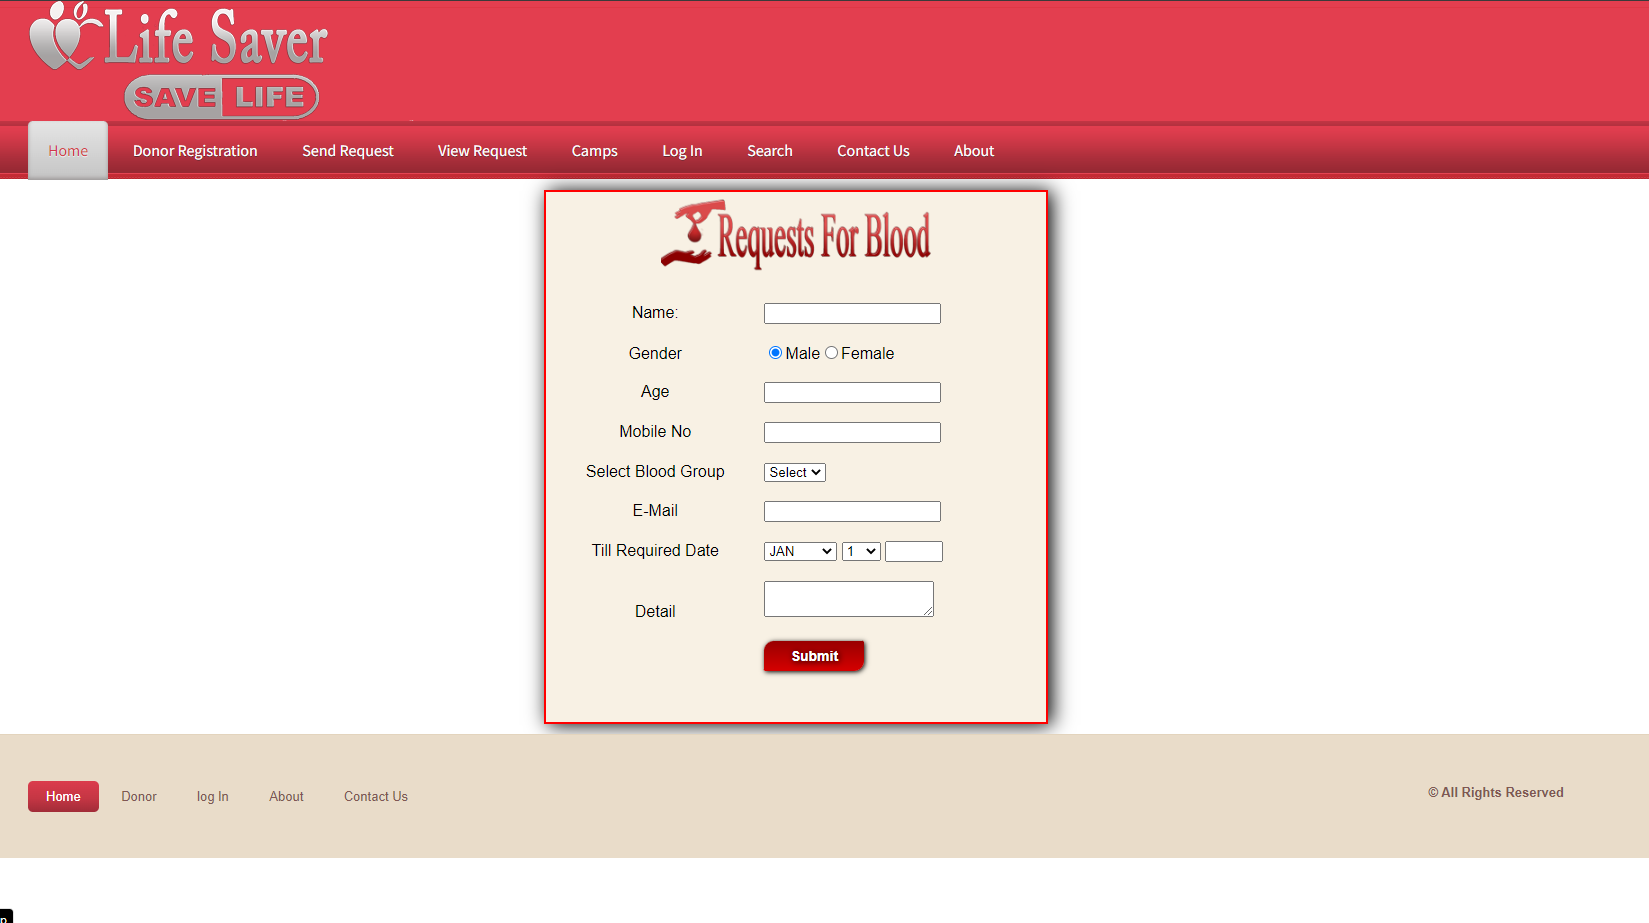 Life Saver
SAVE LIFE
Home Donor Registration Send Request View Request Camps Log In Search Contact Us About
Requests For Blood
Name:
Gender Male Female
Age
Mobile No
Select Blood Group Select
E-Mail
Till Required Date JAN 1
Detail
Submit
Home Donor log In About Contact Us © All Rights Reserved